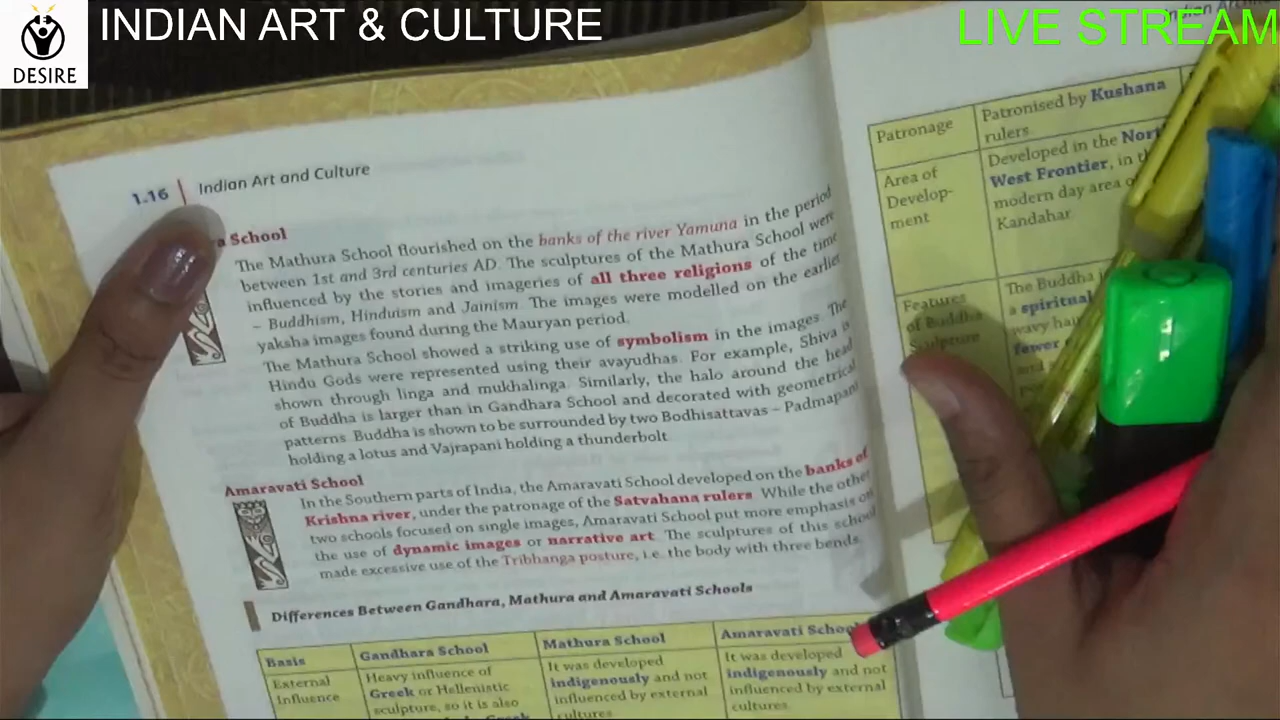 INDIAN ART & CULTURE
LIVE STREAM
DESIRE
1.16 Indian Art and Culture
School
The Mathura School flourished on the banks of the river Yamuna in the period
between 1st and 3rd centuries AD. The sculptures of the Mathura School were
influenced by the stories and imageries of all three religions of the time
– Buddhism, Hinduism and Jainism. The images were modelled on the earlier
yaksha images found during the Mauryan period.
The Mathura School showed a striking use of symbolism in the images. The
Hindu Gods were represented using their avayudhas. For example, Shiva is
shown through linga and mukhalinga. Similarly, the halo around the head
of Buddha is larger than in Gandhara School and decorated with geometrical
patterns. Buddha is shown to be surrounded by two Bodhisattavas – Padmapani
holding a lotus and Vajrapani holding a thunderbolt.
Amaravati School
In the Southern parts of India, the Amaravati School developed on the banks of
Krishna river, under the patronage of the Satvahana rulers. While the other
two schools focused on single images, Amaravati School put more emphasis on
the use of dynamic images or narrative art. The sculptures of this school
made excessive use of the Tribhanga posture, i.e. the body with three bends.
Differences Between Gandhara, Mathura and Amaravati Schools
Basis Gandhara School Mathura School Amaravati School
External Influence
Heavy influence of
Greek or Hellenistic
sculpture, so it is also
It was developed
indigenously and not
influenced by external
cultures
It was developed
indigenously and not
influenced by external
cultures.
Patronage
Patronised by Kushana
rulers
Area of
Develop-
ment
Developed in the
West Frontier, in
modern day area
Kandahar.
Features
of Buddha
Sculpture
The Buddha
a spiritual
wavy
fewer